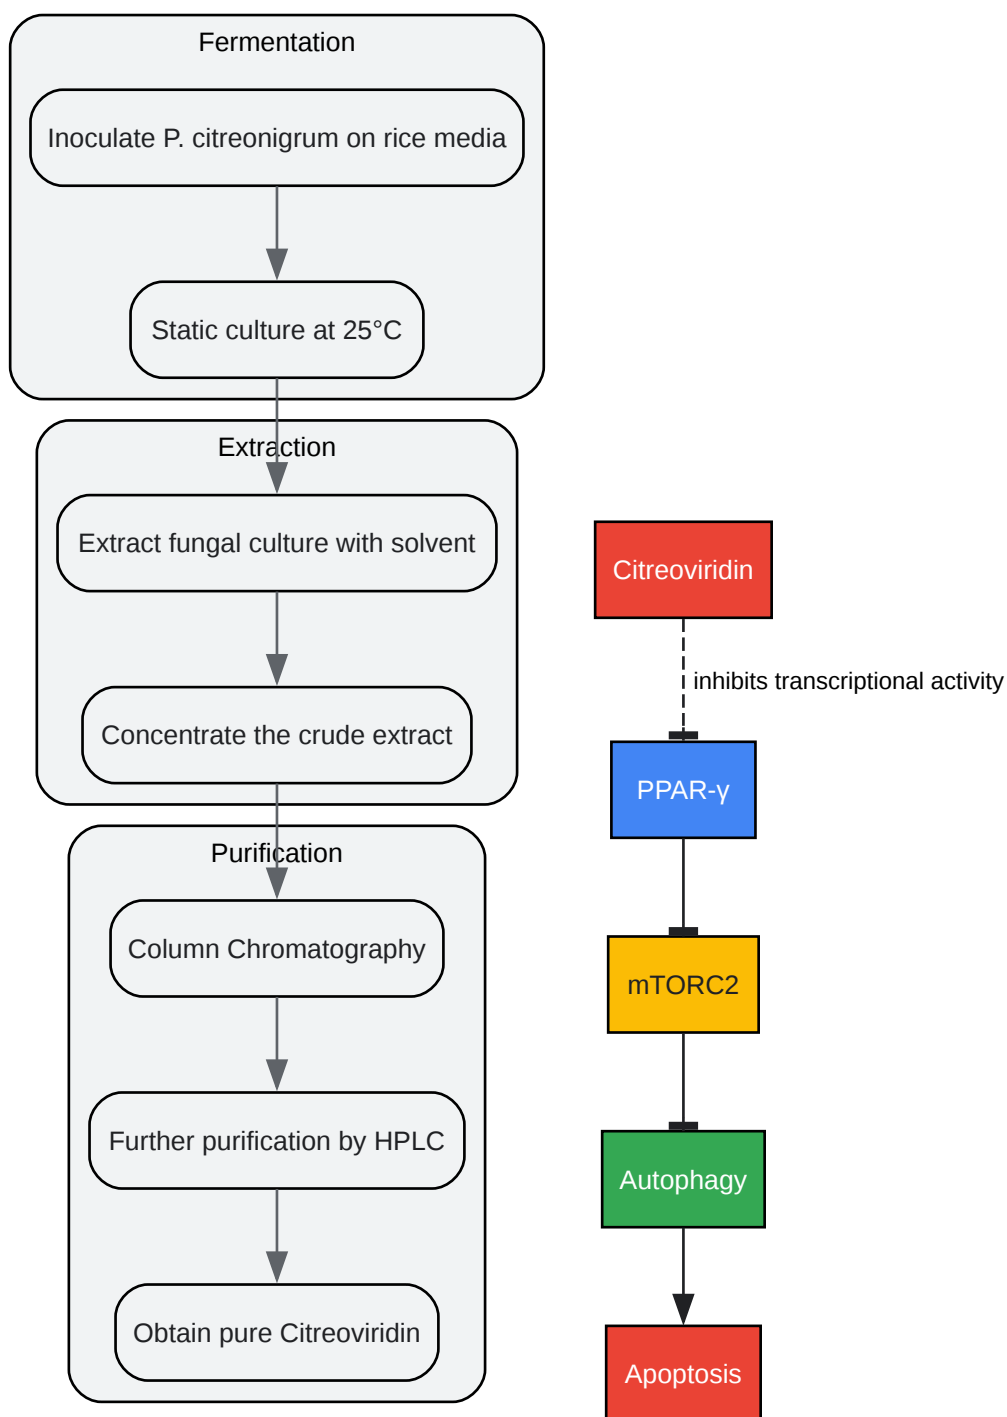 Fermentation
Inoculate P. citreonigrum on rice media
Static culture at 25°C
Extraction
Extract fungal culture with solvent
Concentrate the crude extract
Purification
Column Chromatography
Further purification by HPLC
Obtain pure Citreoviridin
Citreoviridin
inhibits transcriptional activity
PPAR-γ
mTORC2
Autophagy
Apoptosis